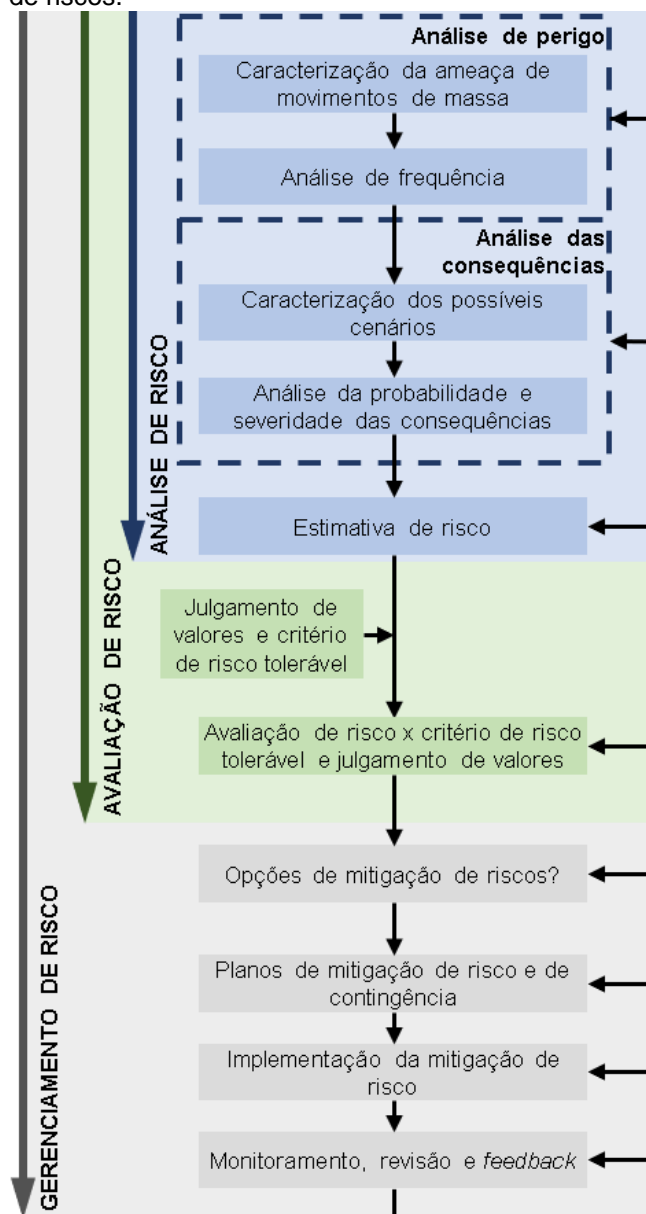 de riscos.
Análise de perigo
Caracterização da ameaça de
movimentos de massa
Análise de frequência
Análise das
consequências
Caracterização dos possíveis
cenários
Análise da probabilidade e
severidade das consequências
Estimativa de risco
ANÁLISE DE RISCO
Julgamento de
valores e critério
de risco tolerável
Avaliação de risco x critério de risco
tolerável e julgamento de valores
AVALIAÇÃO DE RISCO
Opções de mitigação de riscos?
Planos de mitigação de risco e de
contingência
Implementação da mitigação de
risco
Monitoramento, revisão e feedback
GERENCIAMENTO DE RISCO